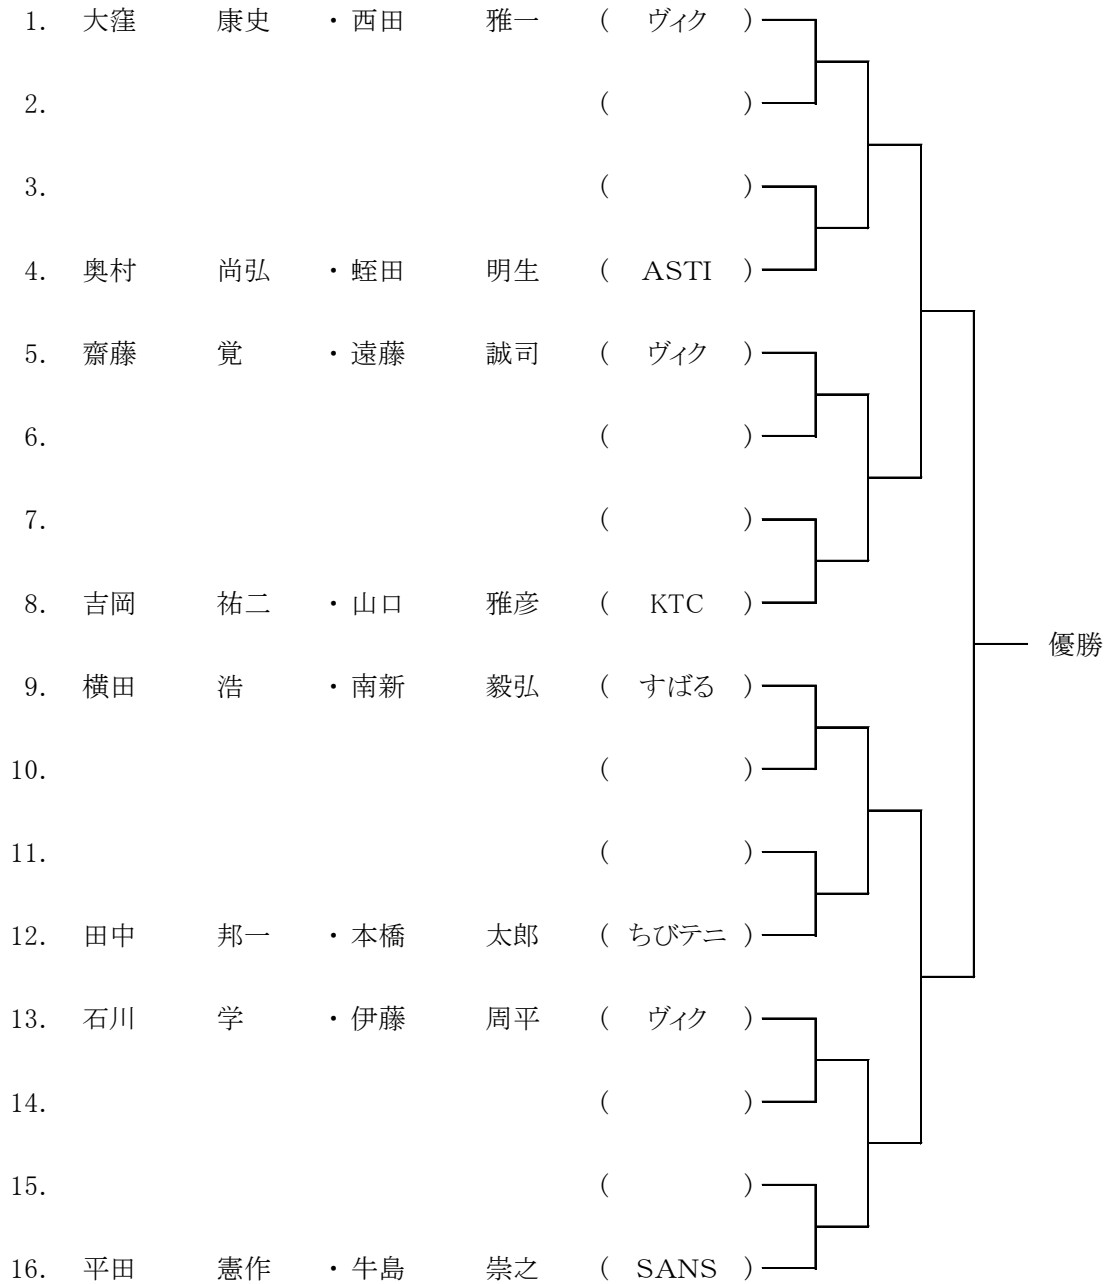 1. 大窪 康史 ・西田 雅一 ( ヴィク )
2. ( )
3. ( )
4. 奥村 尚弘 ・蛭田 明生 ( ASTI )
5. 齋藤 覚 ・遠藤 誠司 ( ヴィク )
6. ( )
7. ( )
8. 吉岡 祐二 ・山口 雅彦 ( KTC )
優勝
9. 横田 浩 ・南新 毅弘 ( すばる )
10. ( )
11. ( )
12. 田中 邦一 ・本橋 太郎 ( ちびテニ )
13. 石川 学 ・伊藤 周平 ( ヴィク )
14. ( )
15. ( )
16. 平田 憲作 ・牛島 崇之 ( SANS )